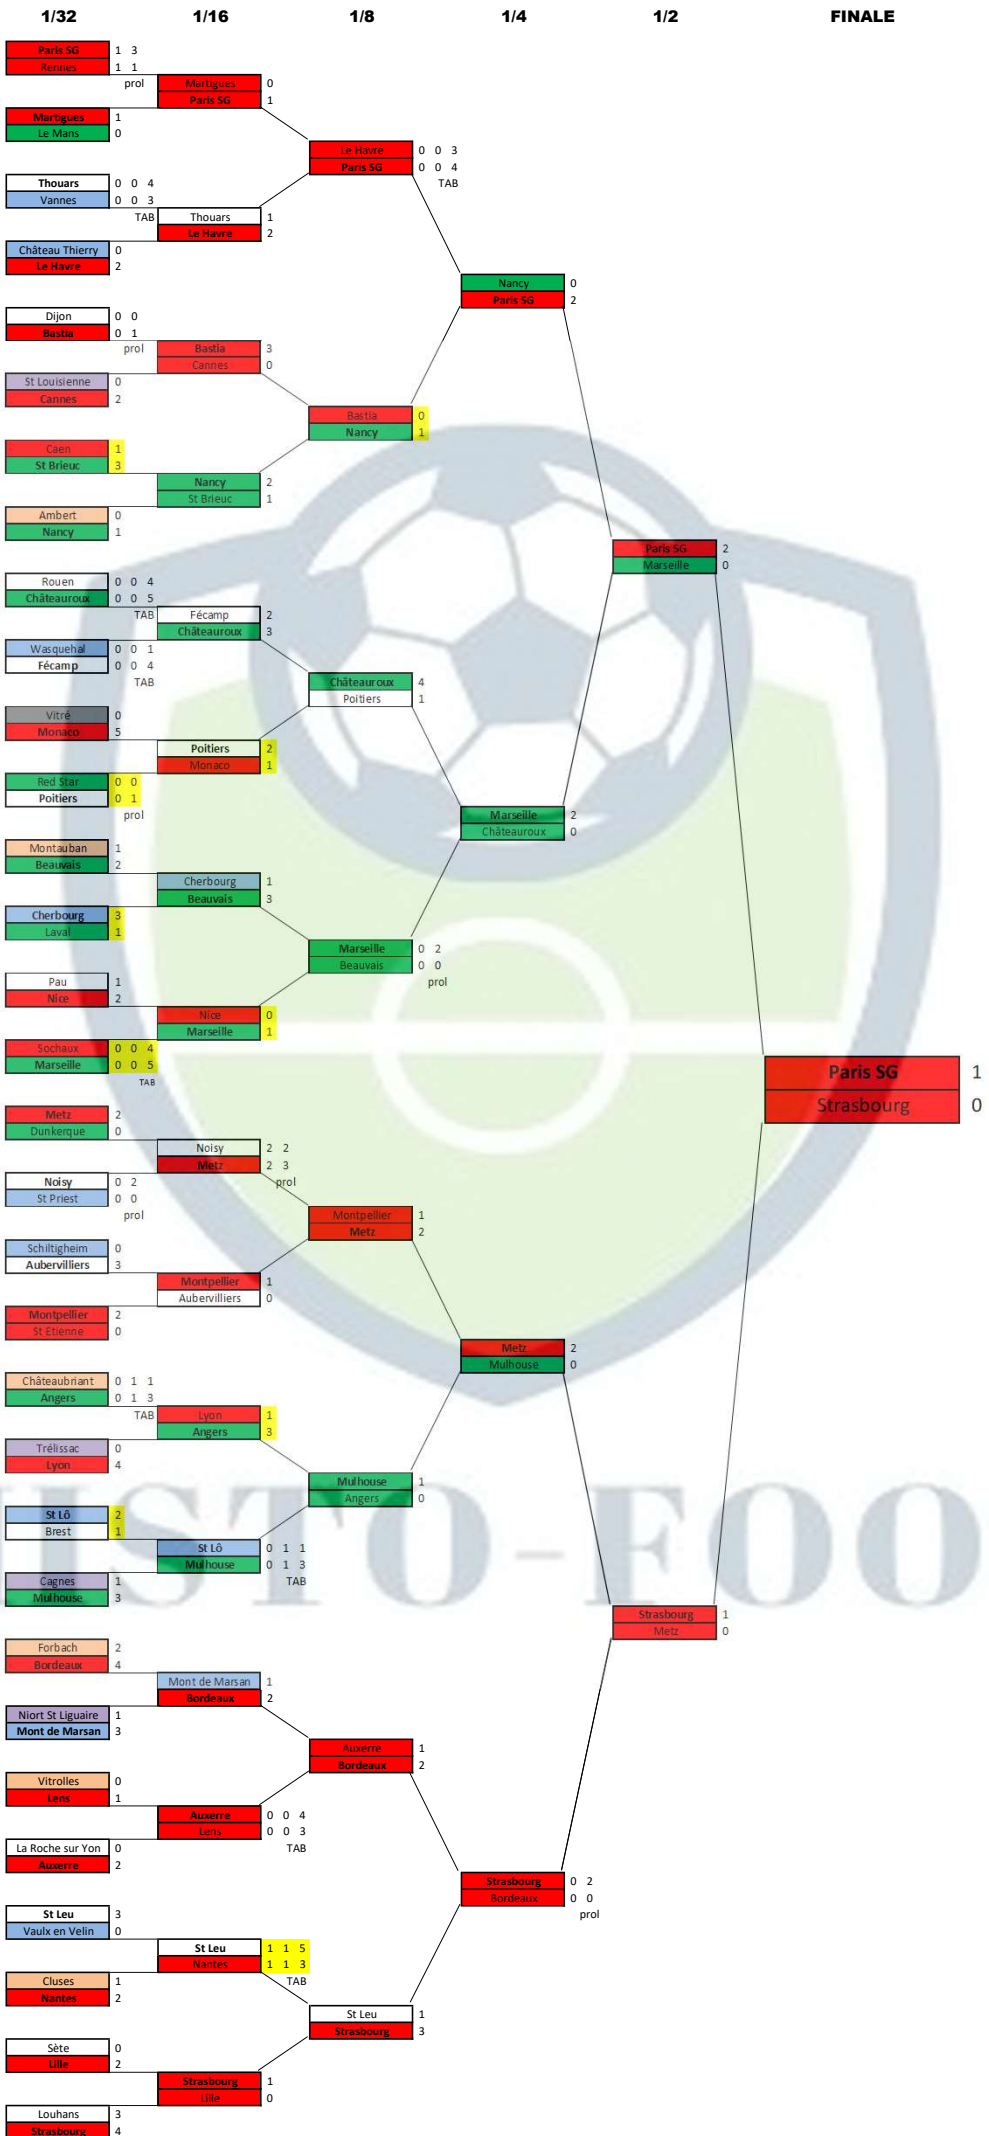 1/32 1/16 1/8 1/4 1/2 FINALE
Paris SG 1 3
Rennes 1 1
prol
Martigues 1
Le Mans 0
Thouars 0 0 4
Vannes 0 0 3
TAB
Château Thierry 0
Le Havre 2
Dijon 0 0
Bastia 0 1
prol
St Louisienne 0
Cannes 2
Caen 1
St Brieuc 3
Ambert 0
Nancy 1
Rouen 0 0 4
Châteauroux 0 0 5
TAB
Wasquehal 0 0 1
Fécamp 0 0 4
TAB
Vitré 0
Monaco 5
Red Star 0 0
Poitiers 0 1
prol
Montauban 1
Beauvais 2
Cherbourg 3
Laval 1
Pau 1
Nice 2
Sochaux 0 0 4
Marseille 0 0 5
TAB
Metz 2
Dunkerque 0
Noisy 0 2
St Priest 0 0
prol
Schiltigheim 0
Aubervilliers 3
Montpellier 2
St Etienne 0
Châteaubriant 0 1 1
Angers 0 1 3
TAB
Trélissac 0
Lyon 4
St Lô 2
Brest 1
Cagnes 1
Mulhouse 3
Forbach 2
Bordeaux 4
Niort St Liguaire 1
Mont de Marsan 3
Vitrolles 0
Lens 1
La Roche sur Yon 0
Auxerre 2
St Leu 3
Vaulx en Velin 0
Cluses 1
Nantes 2
Sète 0
Lille 2
Louhans 3
Strasbourg 4
Martigues 0
Paris SG 1
Thouars 1
Le Havre 2
Bastia 3
Cannes 0
Nancy 2
St Brieuc 1
Fécamp 2
Châteauroux 3
Poitiers 2
Monaco 1
Cherbourg 1
Beauvais 3
Nice 0
Marseille 1
Noisy 2 2
Metz 2 3
prol
Montpellier 1
Aubervilliers 0
Lyon 1
Angers 3
St Lô 0 1 1
Mulhouse 0 1 3
TAB
Mont de Marsan 1
Bordeaux 2
Auxerre 0 0 4
Lens 0 0 3
TAB
St Leu 1 1 5
Nantes 1 1 3
TAB
Strasbourg 1
Lille 0
Le Havre 0 0 3
Paris SG 0 0 4
TAB
Bastia 0
Nancy 1
Châteauroux 4
Poitiers 1
Marseille 0 2
Beauvais 0 0
prol
Montpellier 1
Metz 2
Mulhouse 1
Angers 0
Auxerre 1
Bordeaux 2
St Leu 1
Strasbourg 3
Nancy 0
Paris SG 2
Marseille 2
Châteauroux 0
Metz 2
Mulhouse 0
Strasbourg 0 2
Bordeaux 0 0
prol
Paris SG 2
Marseille 0
Strasbourg 1
Metz 0
Paris SG 1
Strasbourg 0
HISTO-FOO